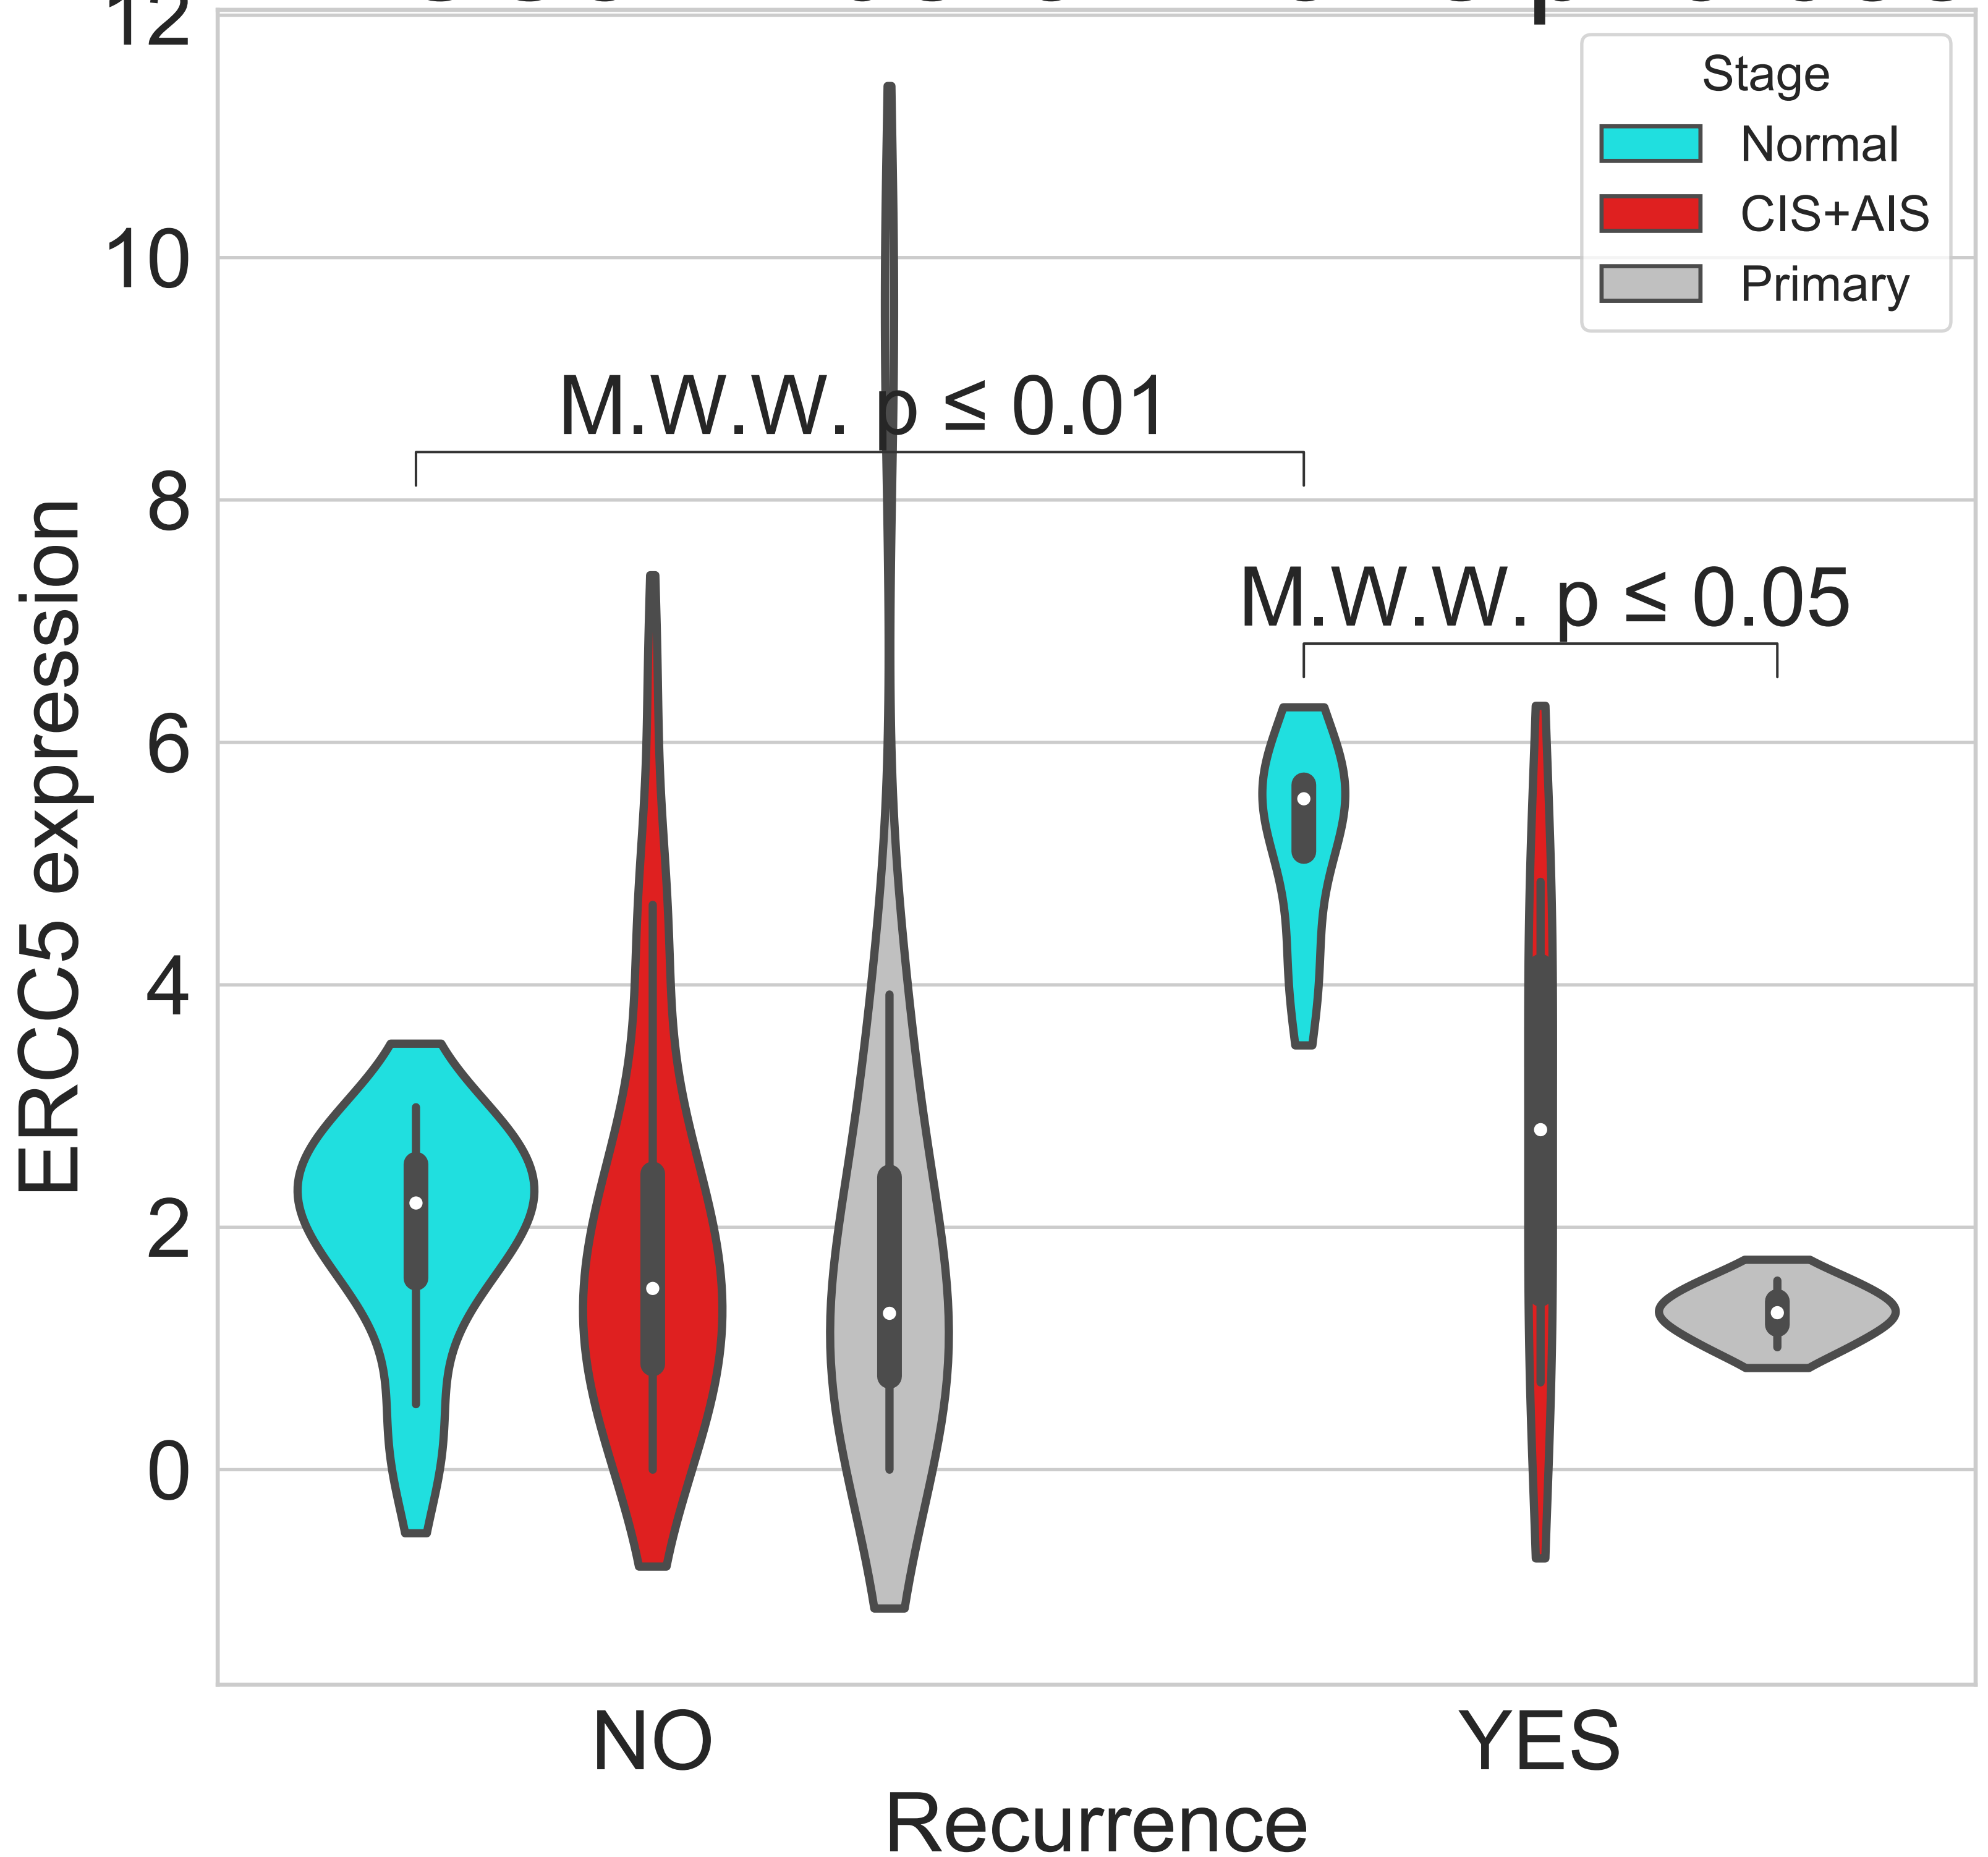 12
10
8
6
4
2
0
ERCC5 expression
Stage
Normal
CIS+AIS
Primary
M.W.W. p ≤ 0.01
M.W.W. p ≤ 0.05
NO
YES
Recurrence